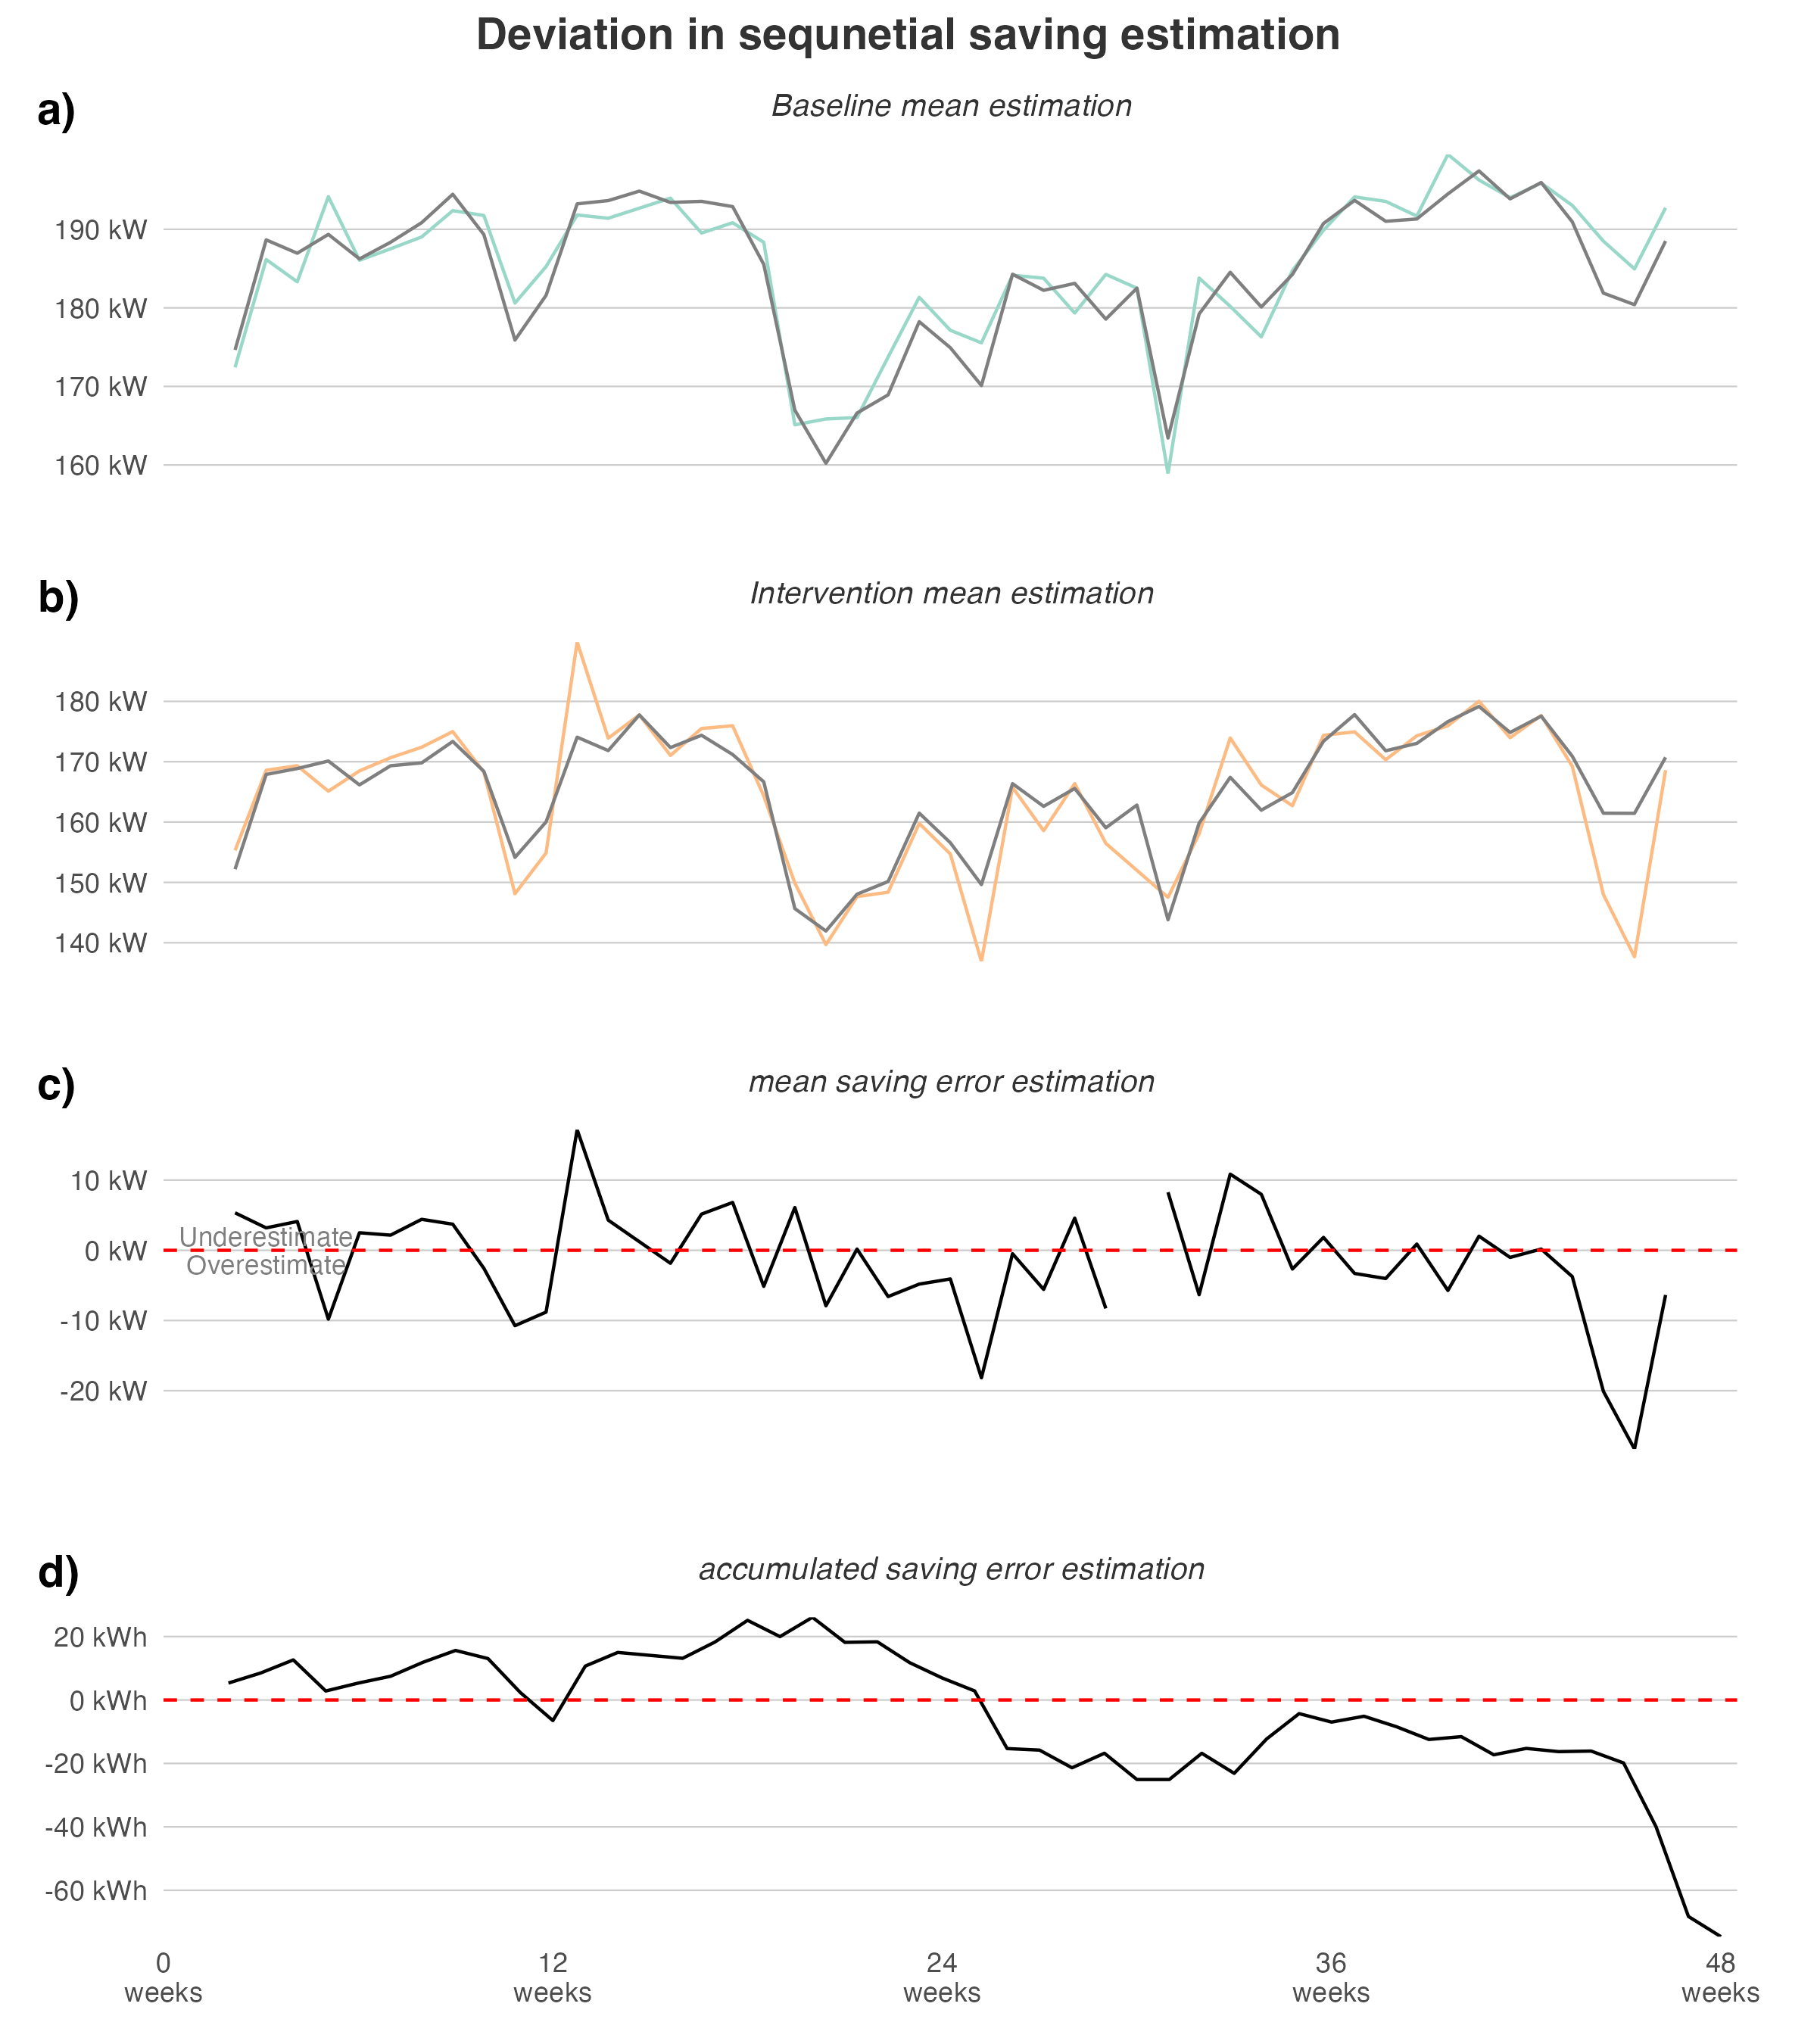 Deviation in sequnetial saving estimation
a)
Baseline mean estimation
190 kW
180 kW
170 kW
160 kW
b)
Intervention mean estimation
180 kW
170 kW
160 kW
150 kW
140 kW
c)
mean saving error estimation
10 kW
Underestimate
0 kW
Overestimate
-10 kW
-20 kW
d)
accumulated saving error estimation
20 kWh
0 kWh
-20 kWh
-40 kWh
-60 kWh
0 12 24 36 48
weeks weeks weeks weeks weeks